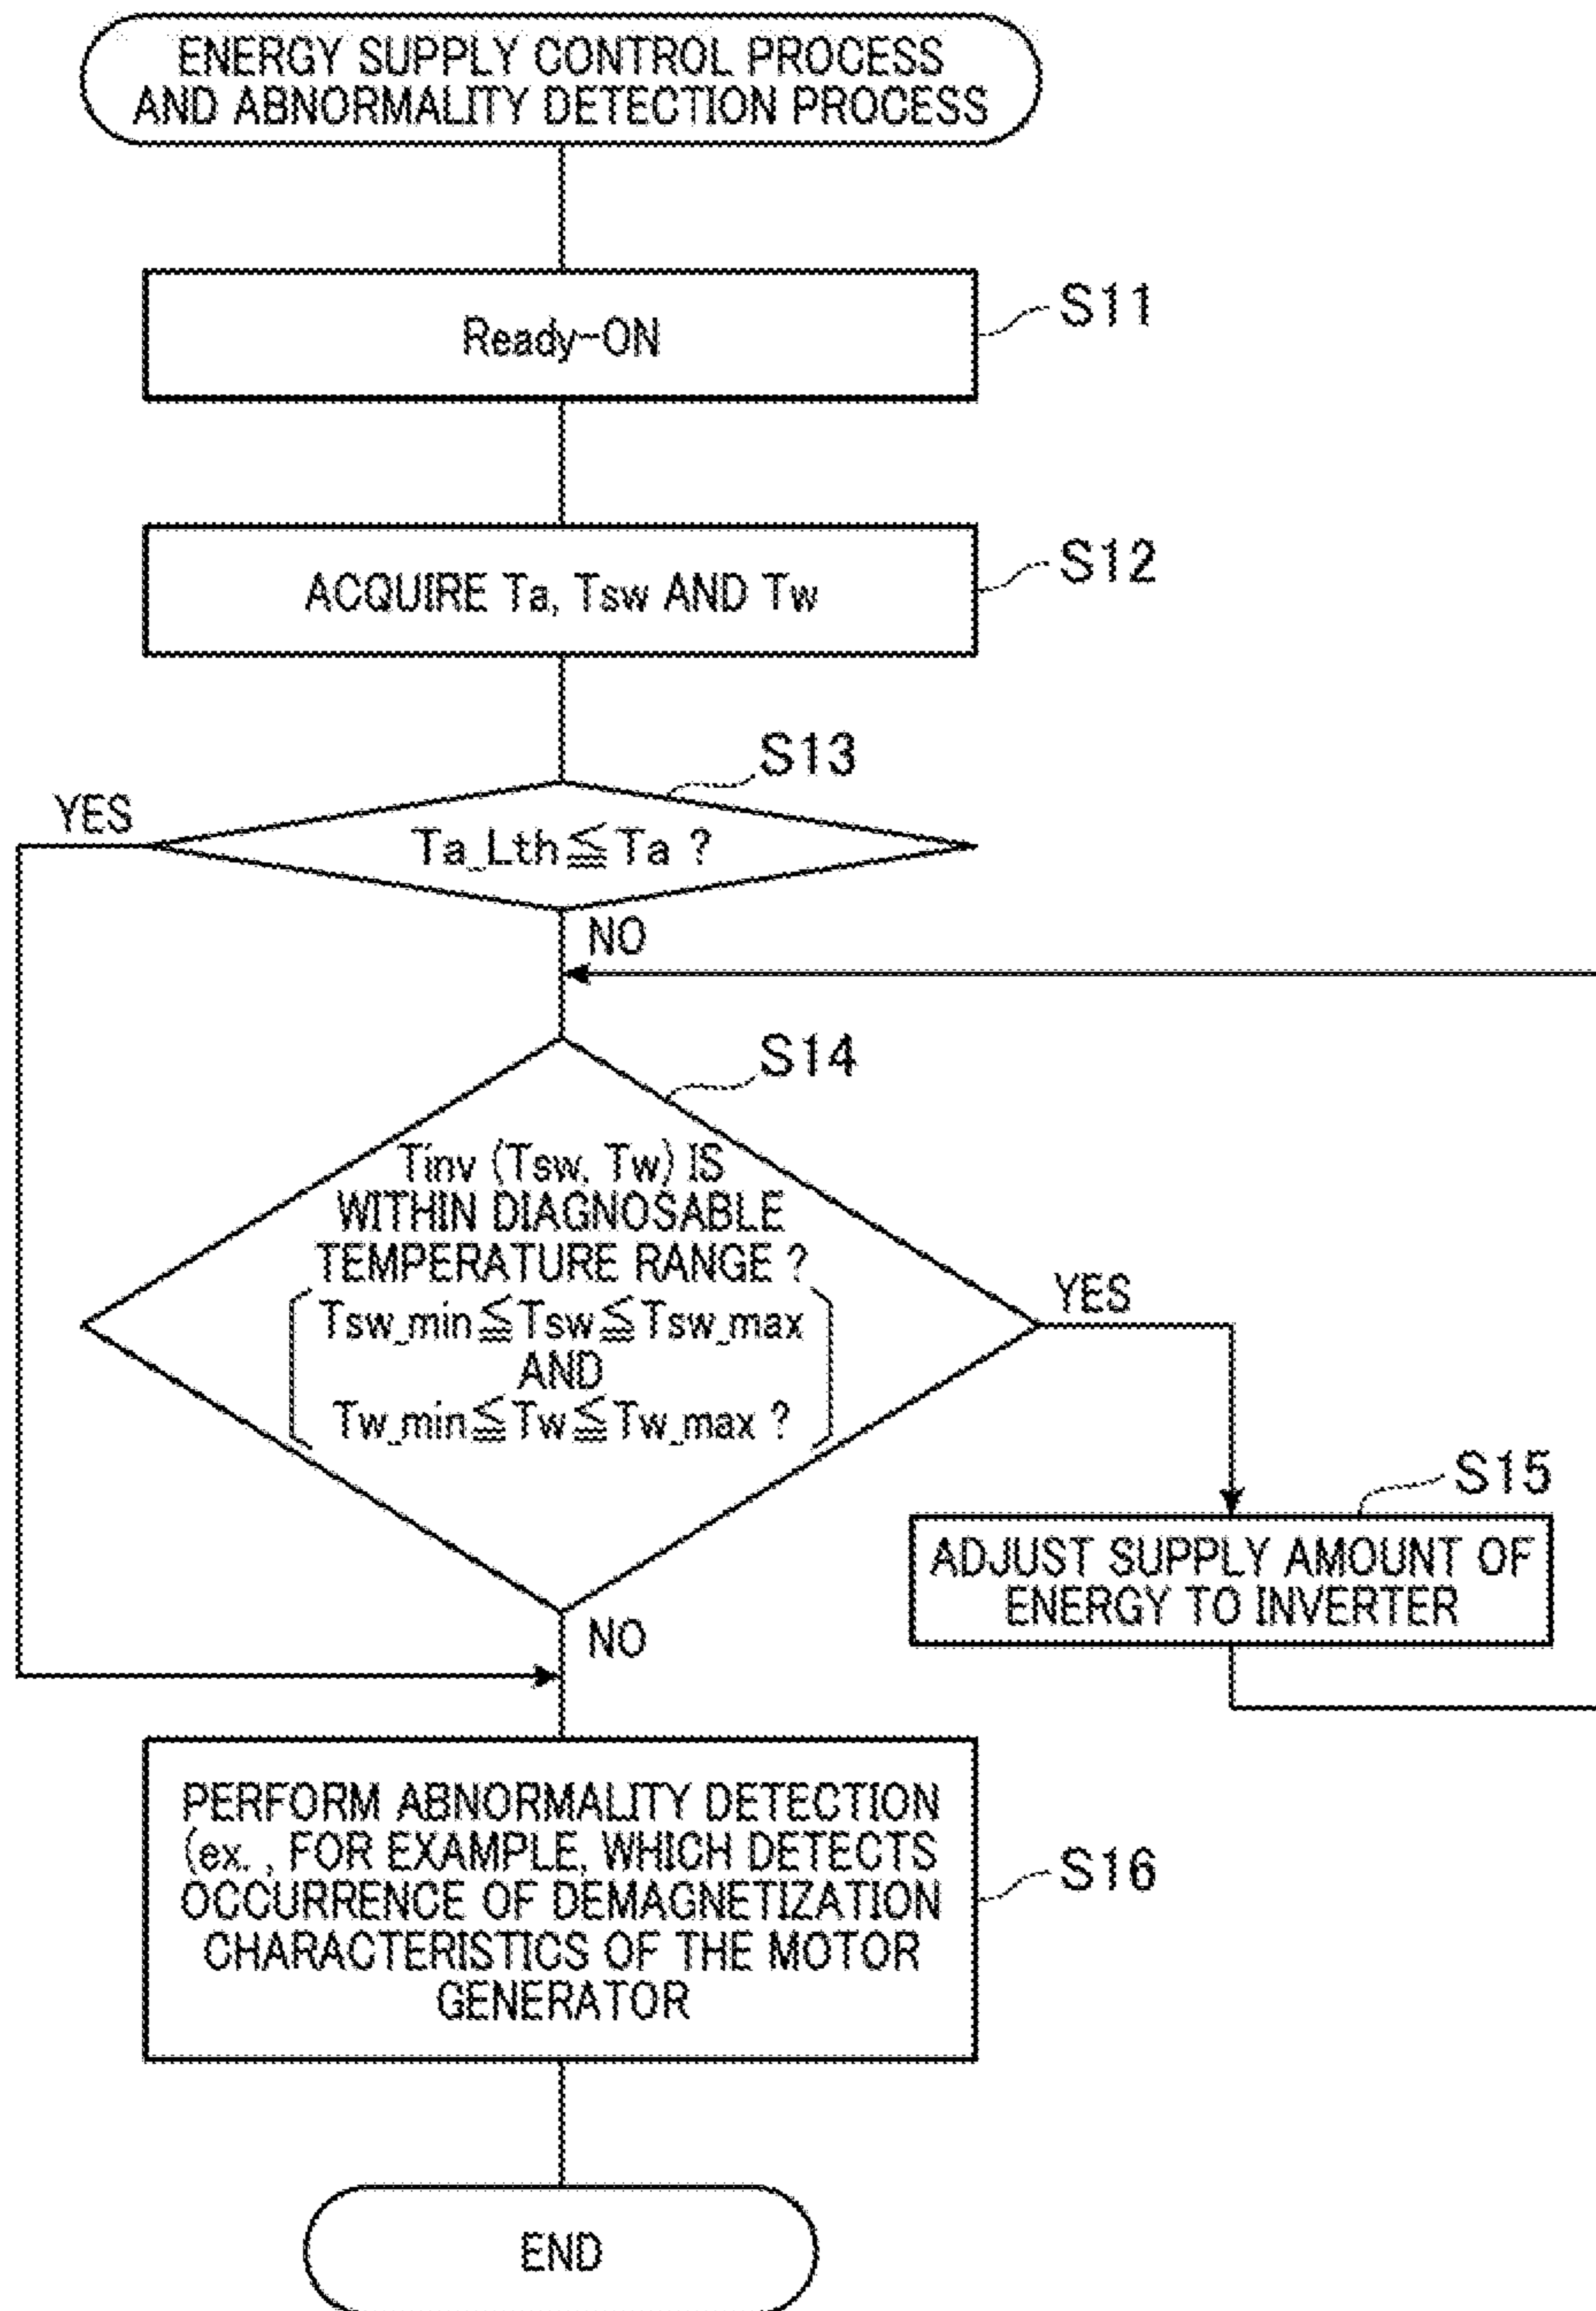 ENERGY SUPPLY CONTROL PROCESS
AND ABNORMALITY DETECTION PROCESS
Ready-ON
S11
ACQUIRE Ta, Tsw AND Tw
S12
S13
YES
Ta_Lth≦Ta ?
NO
S14
Tinv (Tsw, Tw) IS
WITHIN DIAGNOSABLE
TEMPERATURE RANGE ?
Tsw_min≦Tsw≦Tsw_max
AND
Tw_min≦Tw≦Tw_max ?
YES
S15
ADJUST SUPPLY AMOUNT OF
ENERGY TO INVERTER
NO
PERFORM ABNORMALITY DETECTION
(ex., FOR EXAMPLE, WHICH DETECTS
OCCURRENCE OF DEMAGNETIZATION
CHARACTERISTICS OF THE MOTOR
GENERATOR
S16
END